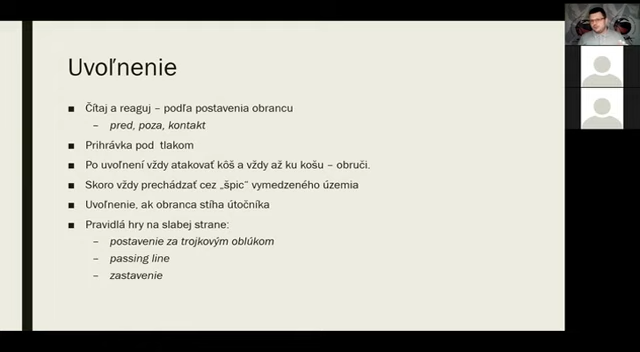 Uvoľnenie
■ Čítaj a reaguj – podľa postavenia obrancu
– pred, poza, kontakt
■ Prihrávka pod tlakom
■ Po uvoľnení vždy atakovať kôš a vždy až ku košu – obruči.
■ Skoro vždy prechádzať cez „špic“ vymedzeného územia
■ Uvoľnenie, ak obranca stíha útočníka
■ Pravidlá hry na slabej strane:
– postavenie za trojkovým oblúkom
– passing line
– zastavenie